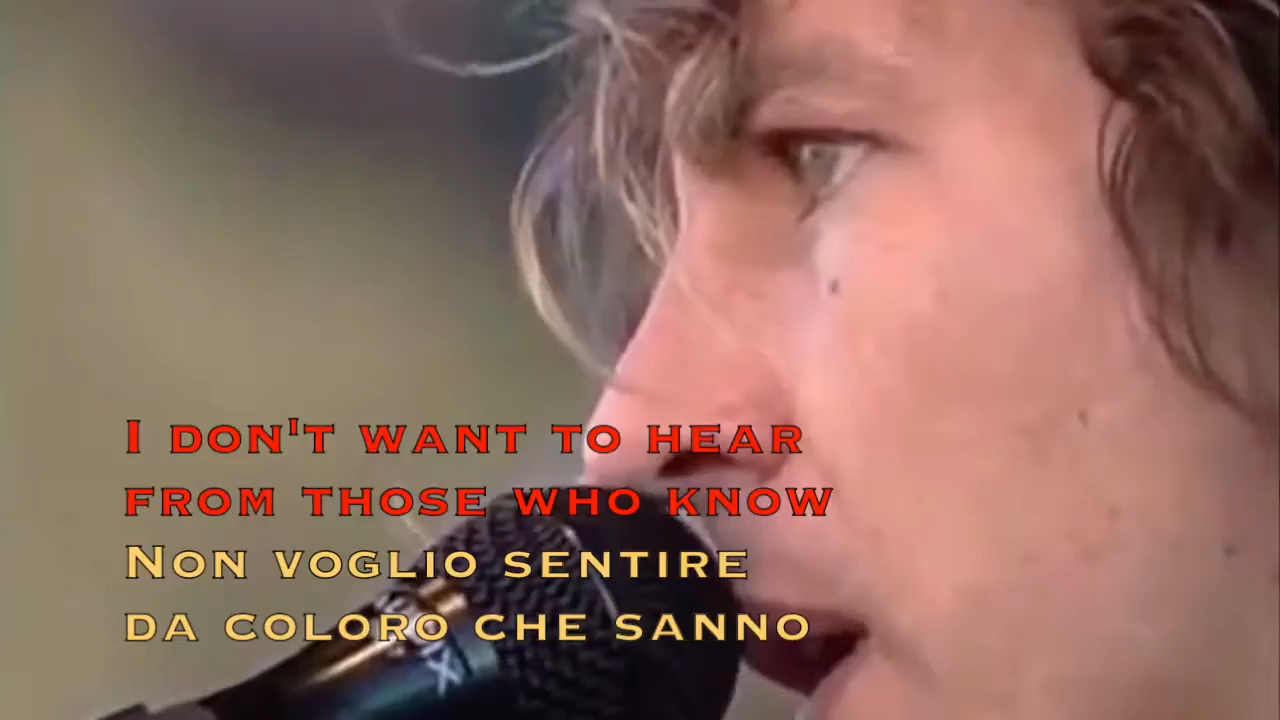 I don't want to hear
from those who know
Non voglio sentire
da coloro che sanno